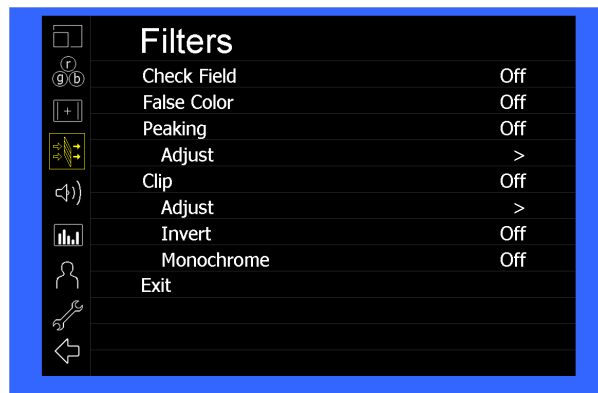 Filters
r
g b
Check Field Off
False Color Off
Peaking Off
Adjust >
Clip Off
Adjust >
Invert Off
Monochrome Off
Exit